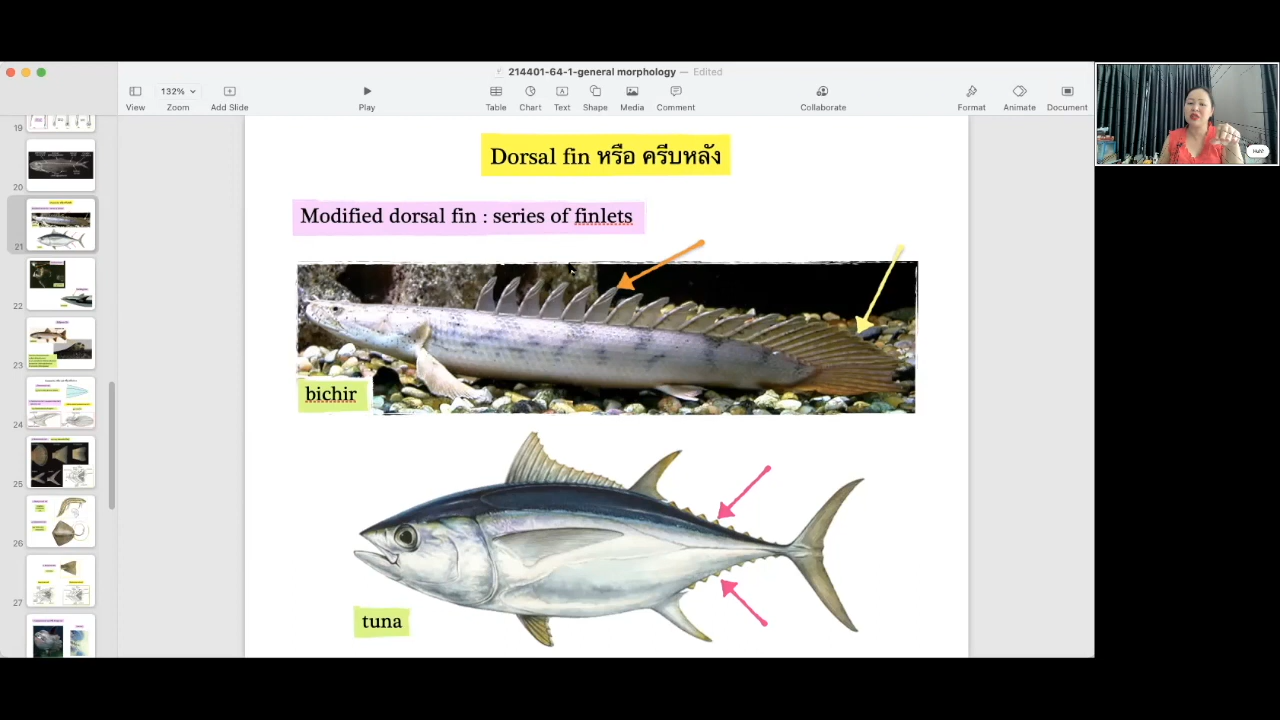 214401-64-1-general morphology — Edited
132%
View
Zoom
Add Slide
Play
Table
Chart
Text
Shape
Media
Comment
Collaborate
Format
Animate
Document
19
20
21
22
23
24
25
26
27
Dorsal fin หรือ ครีบหลัง
Modified dorsal fin : series of finlets
bichir
tuna